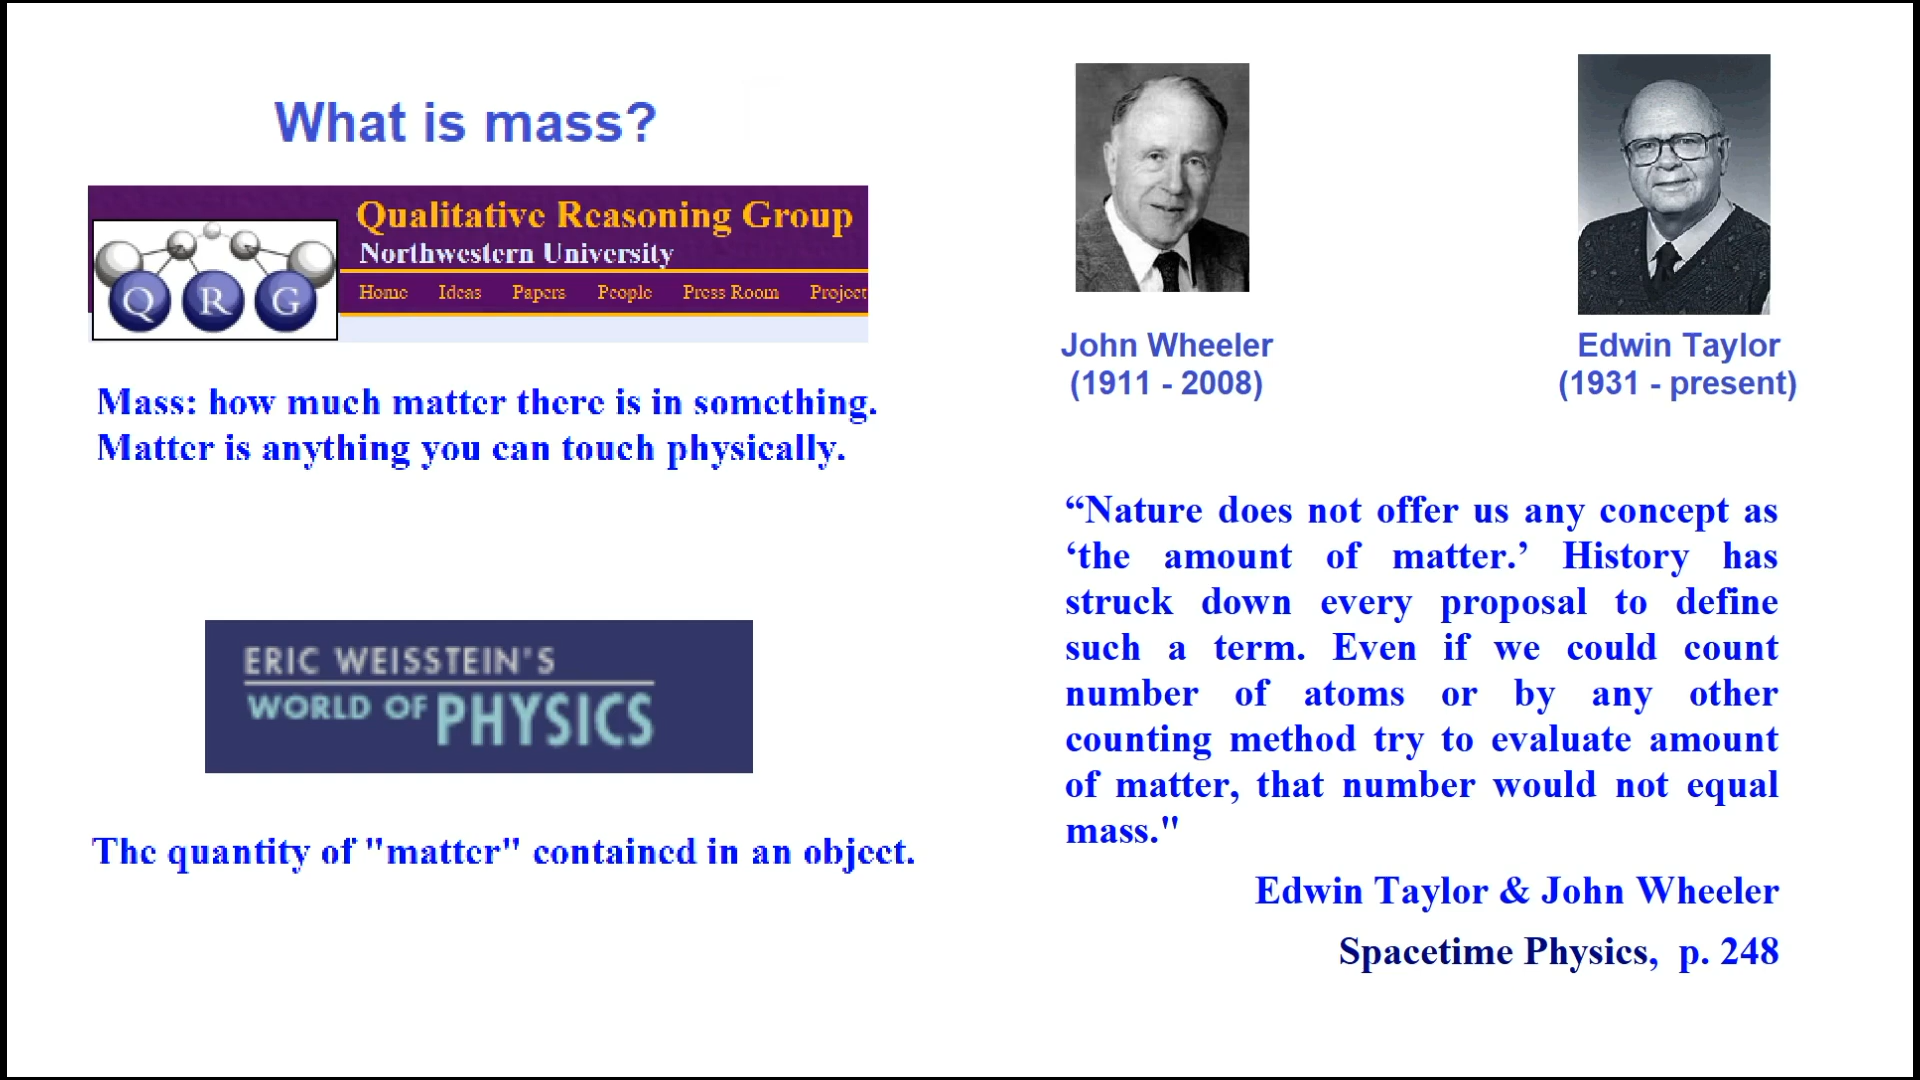 What is mass?
Qualitative Reasoning Group
Northwestern University
Home Ideas Papers People Press Room Project
Q R G
Mass: how much matter there is in something.
Matter is anything you can touch physically.
ERIC WEISSTEIN'S
WORLD OF PHYSICS
The quantity of "matter" contained in an object.
John Wheeler
(1911 - 2008)
Edwin Taylor
(1931 - present)
“Nature does not offer us any concept as
‘the amount of matter.’ History has
struck down every proposal to define
such a term. Even if we could count
number of atoms or by any other
counting method try to evaluate amount
of matter, that number would not equal
mass."
Edwin Taylor & John Wheeler
Spacetime Physics, p. 248